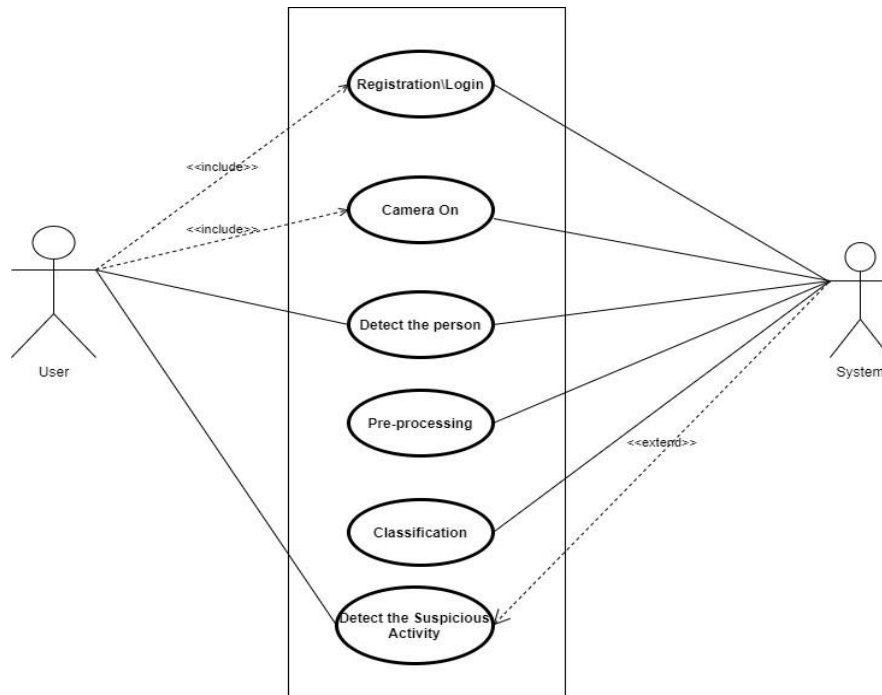 Registration\Login
<<include>>
Camera On
<<include>>
Detect the person
User
System
Pre-processing
<<extend>>
Classification
Detect the Suspicious
Activity